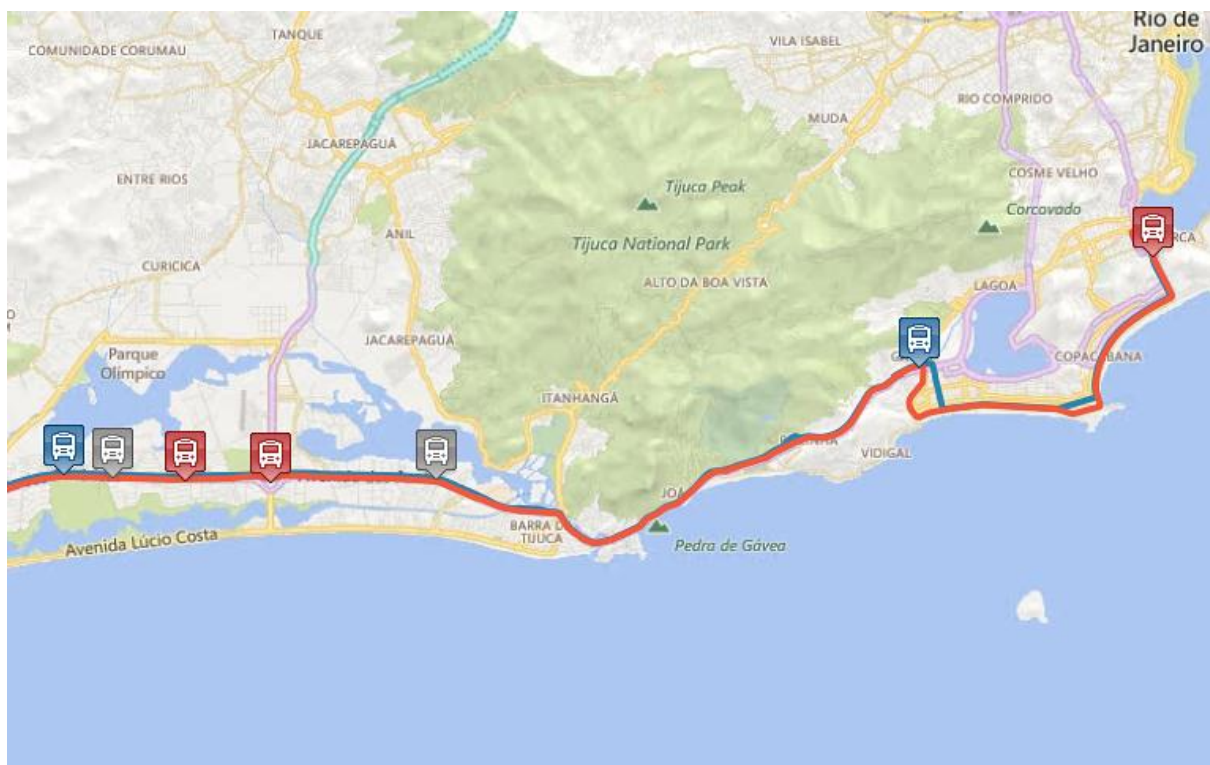 Rio de
Janeiro
TANQUE
COMUNIDADE CORUMAU
VILA ISABEL
RIO COMPRIDO
MUDA
JACAREPAGUÁ
COSME VELHO
ENTRE RIOS
Tijuca Peak
Corcovado
ANIL
Tijuca National Park
CURICICA
ALTO DA BOA VISTA
LAGOA
JACAREPAGUÁ
Parque
Olímpico
COPACABANA
ITANHANGÁ
VIDIGAL
JOÁ
BARRA D
TIJUCA
Avenida Lúcio Costa
Pedra de Gávea